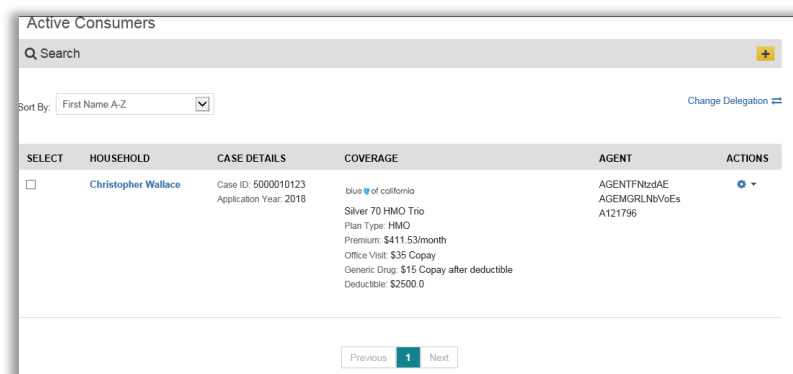 Active Consumers
Search
+
Sort By: First Name A-Z
Change Delegation
SELECT HOUSEHOLD CASE DETAILS COVERAGE AGENT ACTIONS
Christopher Wallace
Case ID: 5000010123
Application Year: 2018
blue of california
Silver 70 HMO Trio
Plan Type: HMO
Premium: $411.53/month
Office Visit: $35 Copay
Generic Drug: $15 Copay after deductible
Deductible: $2500.0
AGENTFNtzdAE
AGEMGRLNbVoEs
A121796
Previous 1 Next